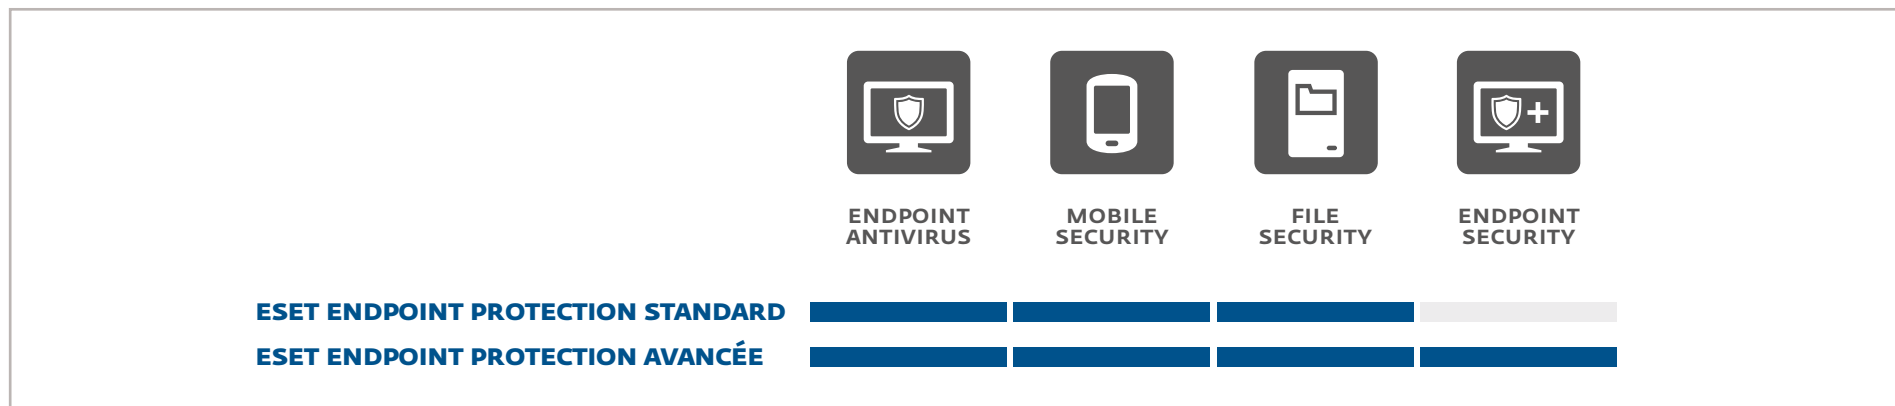 ENDPOINT
ANTIVIRUS
MOBILE
SECURITY
FILE
SECURITY
ENDPOINT
SECURITY
ESET ENDPOINT PROTECTION STANDARD
ESET ENDPOINT PROTECTION AVANCÉE